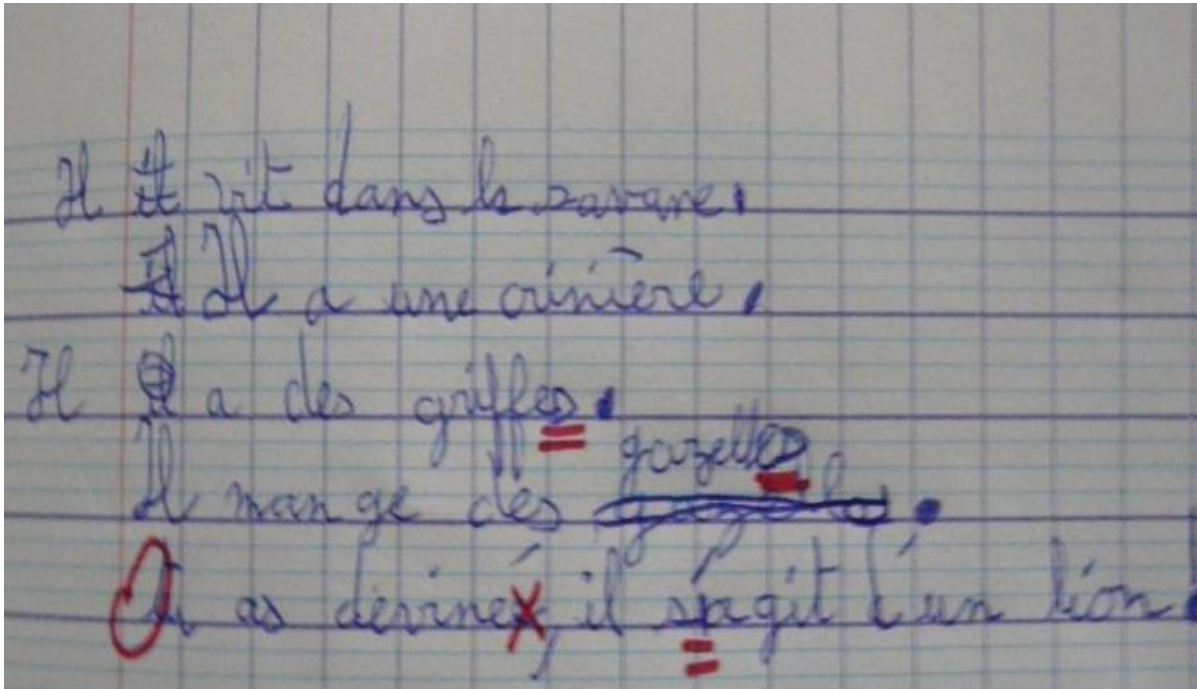 Il vit dans la savane.
Il a une crinière.
Il a des griffes.
Il mange des gazelles.
as deviné, il s'agit d'un lion